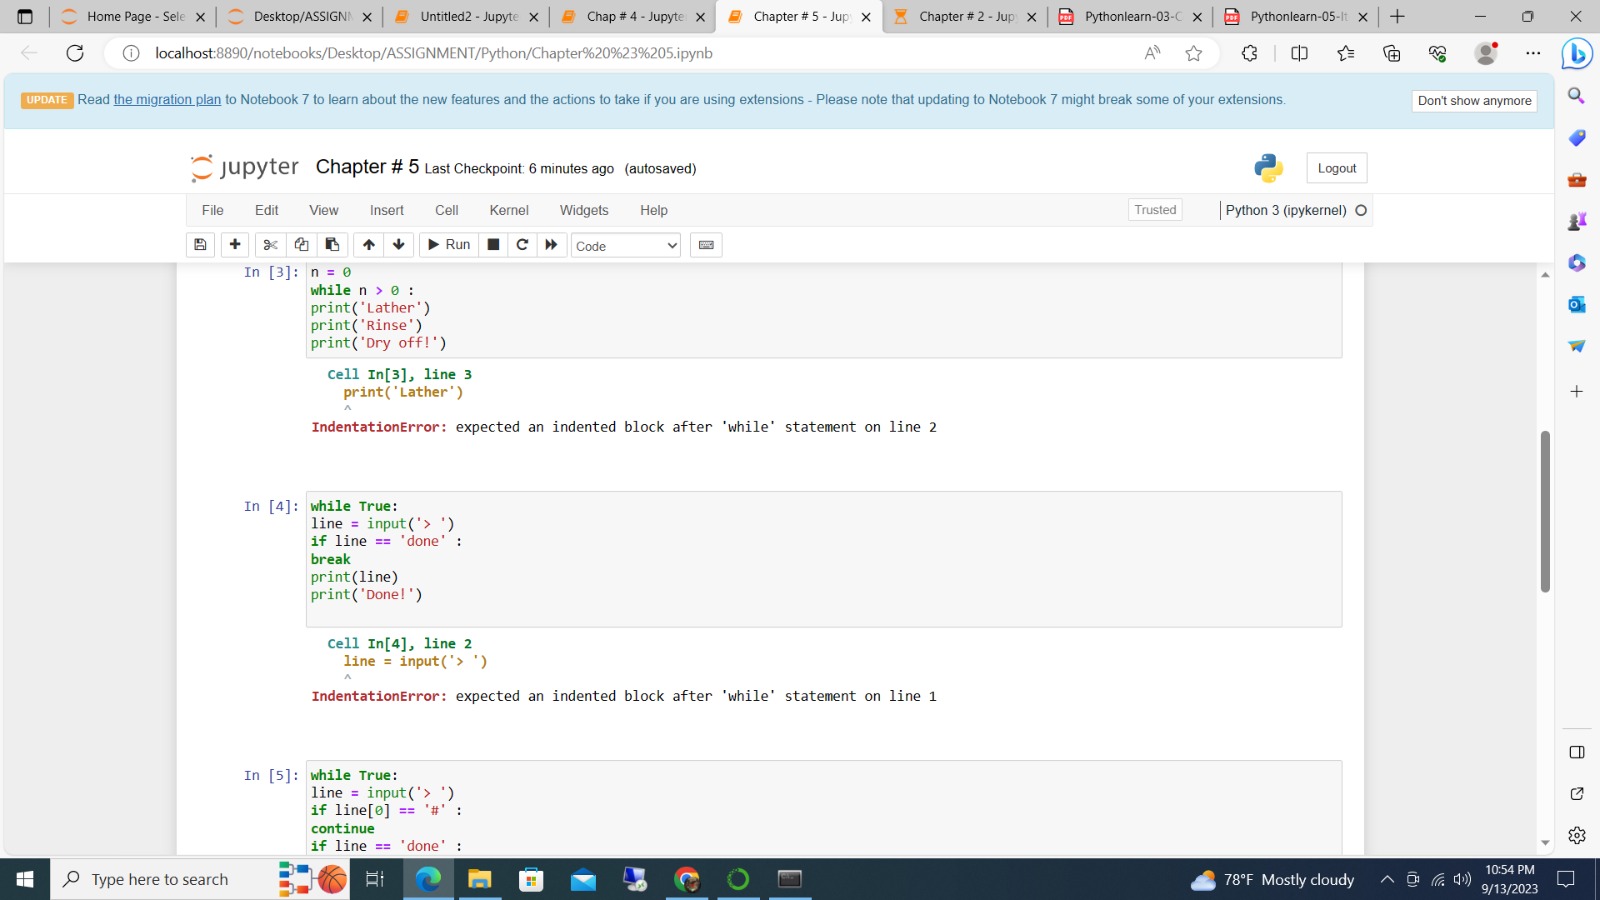 Home Page - Sele
Desktop/ASSIGNM
Untitled2 - Jupyte
Chap # 4 - Jupyte
Chapter # 5 - Jup
Chapter # 2 - Jup
Pythonlearn-03-C
Pythonlearn-05-It
localhost:8890/notebooks/Desktop/ASSIGNMENT/Python/Chapter%20%23%205.ipynb
UPDATE Read the migration plan to Notebook 7 to learn about the new features and the actions to take if you are using extensions - Please note that updating to Notebook 7 might break some of your extensions.
Don't show anymore
jupyter Chapter # 5 Last Checkpoint: 6 minutes ago (autosaved)
Logout
File Edit View Insert Cell Kernel Widgets Help
Trusted
Python 3 (ipykernel)
Run
Code
In [3]: n = 0
while n > 0 :
print('Lather')
print('Rinse')
print('Dry off!')
Cell In[3], line 3
print('Lather')
^
IndentationError: expected an indented block after 'while' statement on line 2
In [4]: while True:
line = input('> ')
if line == 'done' :
break
print(line)
print('Done!')
Cell In[4], line 2
line = input('> ')
^
IndentationError: expected an indented block after 'while' statement on line 1
In [5]: while True:
line = input('> ')
if line[0] == '#' :
continue
if line == 'done' :
Type here to search
78°F Mostly cloudy
10:54 PM
9/13/2023